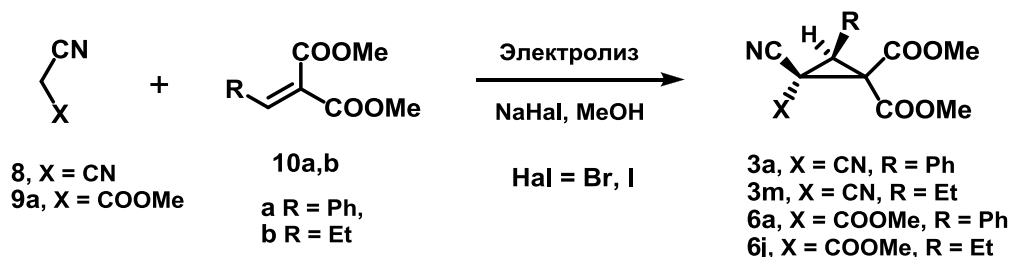 CN
X
+
R
COOMe
COOMe
Электролиз
NaHal, MeOH
Hal = Br, I
R
H
NC
X
COOMe
COOMe
8, X = CN
9a, X = COOMe
10a,b
a R = Ph,
b R = Et
3a, X = CN, R = Ph
3m, X = CN, R = Et
6a, X = COOMe, R = Ph
6j, X = COOMe, R = Et